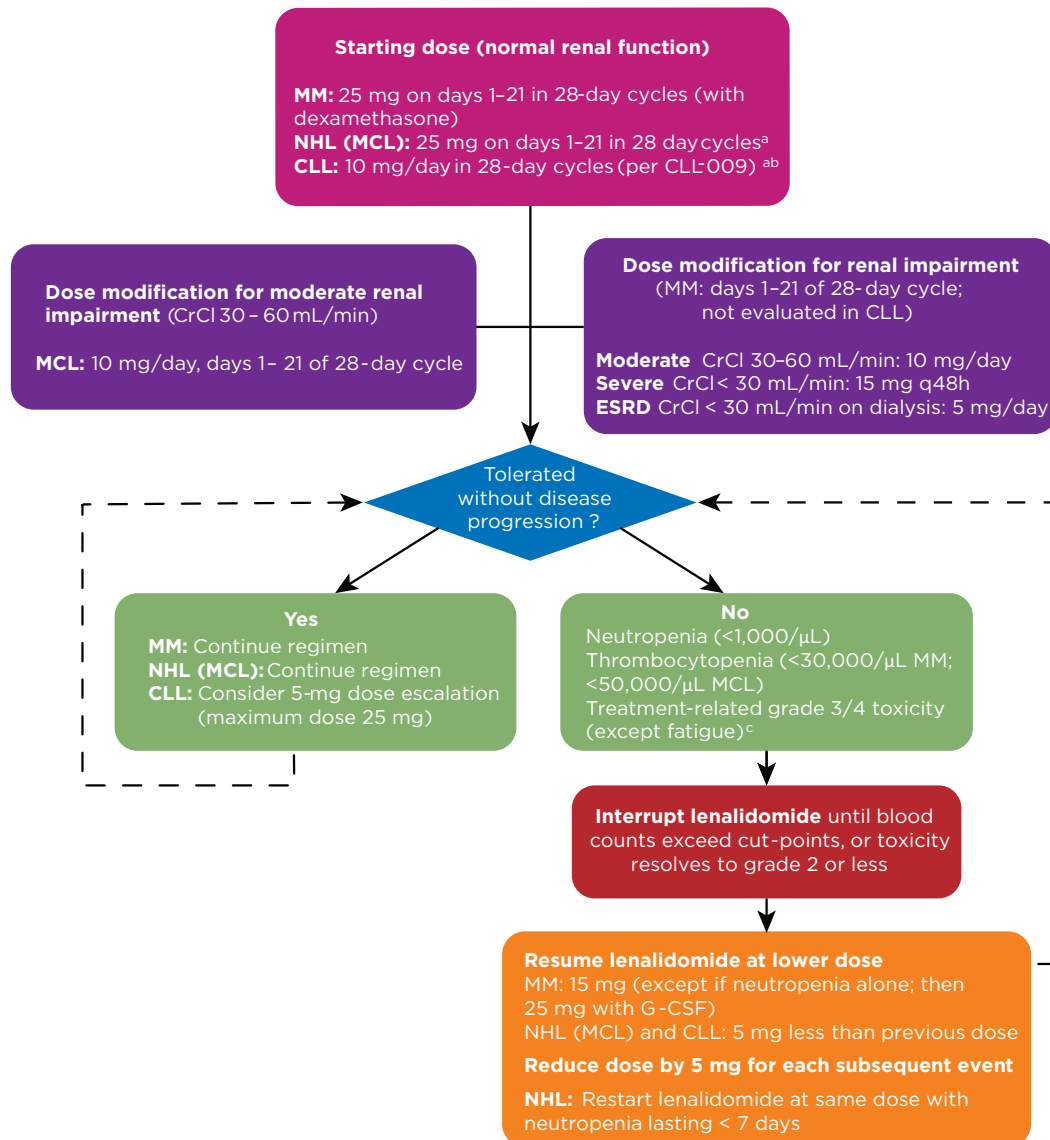 Starting dose (normal renal function)
MM: 25 mg on days 1–21 in 28-day cycles (with
dexamethasone)
NHL (MCL): 25 mg on days 1–21 in 28 day cycles a
CLL: 10 mg/day in 28-day cycles (per CLL-009) ab
Dose modification for moderate renal
impairment (CrCl 30 – 60 mL/min)
MCL: 10 mg/day, days 1– 21 of 28-day cycle
Dose modification for renal impairment
(MM: days 1–21 of 28-day cycle;
not evaluated in CLL)
Moderate CrCl 30–60 mL/min: 10 mg/day
Severe CrCl < 30 mL/min: 15 mg q48h
ESRD CrCl < 30 mL/min on dialysis: 5 mg/day
Tolerated
without disease
progression ?
Yes
MM: Continue regimen
NHL (MCL): Continue regimen
CLL: Consider 5-mg dose escalation
(maximum dose 25 mg)
No
Neutropenia (<1,000/μL)
Thrombocytopenia (<30,000/μL MM;
<50,000/μL MCL)
Treatment-related grade 3/4 toxicity
(except fatigue) c
Interrupt lenalidomide until blood
counts exceed cut-points, or toxicity
resolves to grade 2 or less
Resume lenalidomide at lower dose
MM: 15 mg (except if neutropenia alone; then
25 mg with G-CSF)
NHL (MCL) and CLL: 5 mg less than previous dose
Reduce dose by 5 mg for each subsequent event
NHL: Restart lenalidomide at same dose with
neutropenia lasting < 7 days